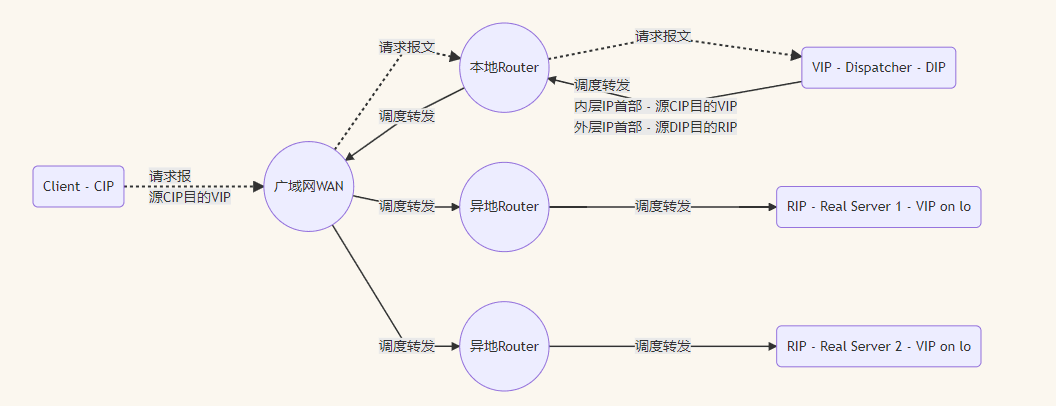 请求报文
请求报文
本地Router
VIP - Dispatcher - DIP
调度转发
内层IP首部 - 源CIP目的VIP
外层IP首部 - 源DIP目的RIP
调度转发
Client - CIP
请求报
源CIP目的VIP
广域网WAN
调度转发
异地Router
调度转发
RIP - Real Server 1 - VIP on lo
调度转发
异地Router
调度转发
RIP - Real Server 2 - VIP on lo